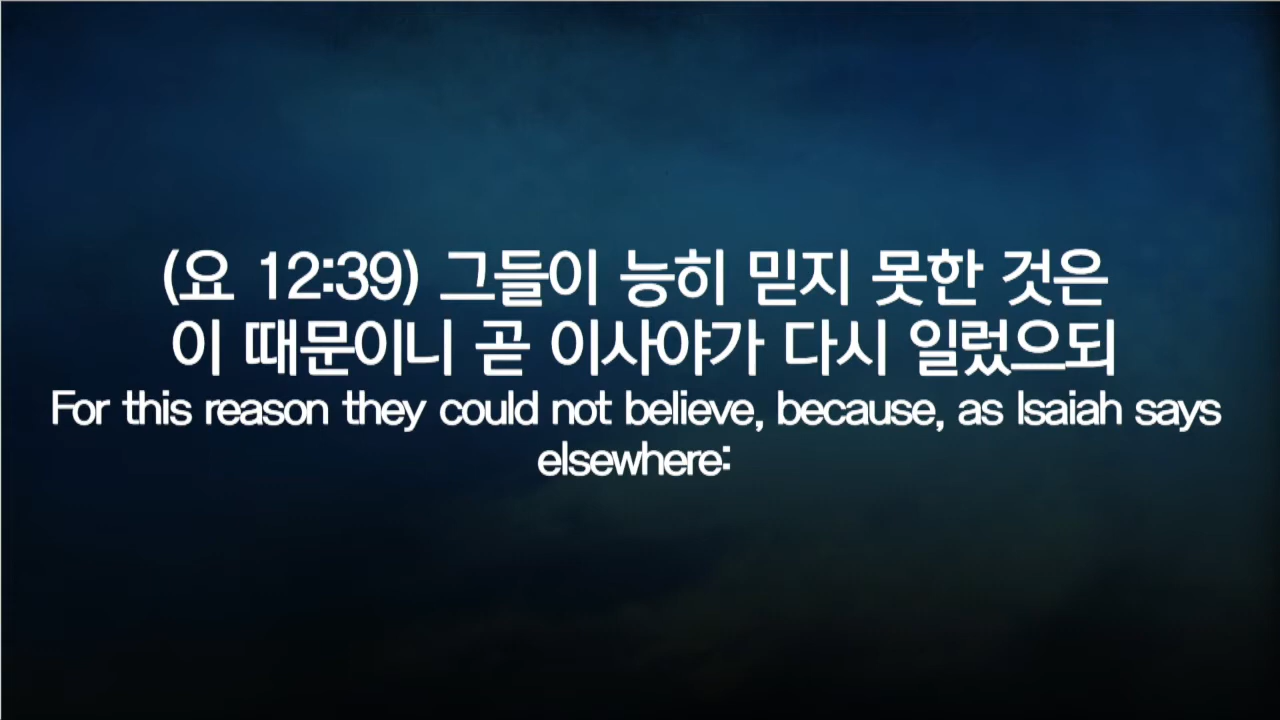 (요 12:39) 그들이 능히 믿지 못한 것은
이 때문이니 곧 이사야가 다시 일렀으되
For this reason they could not believe, because, as Isaiah says
elsewhere: